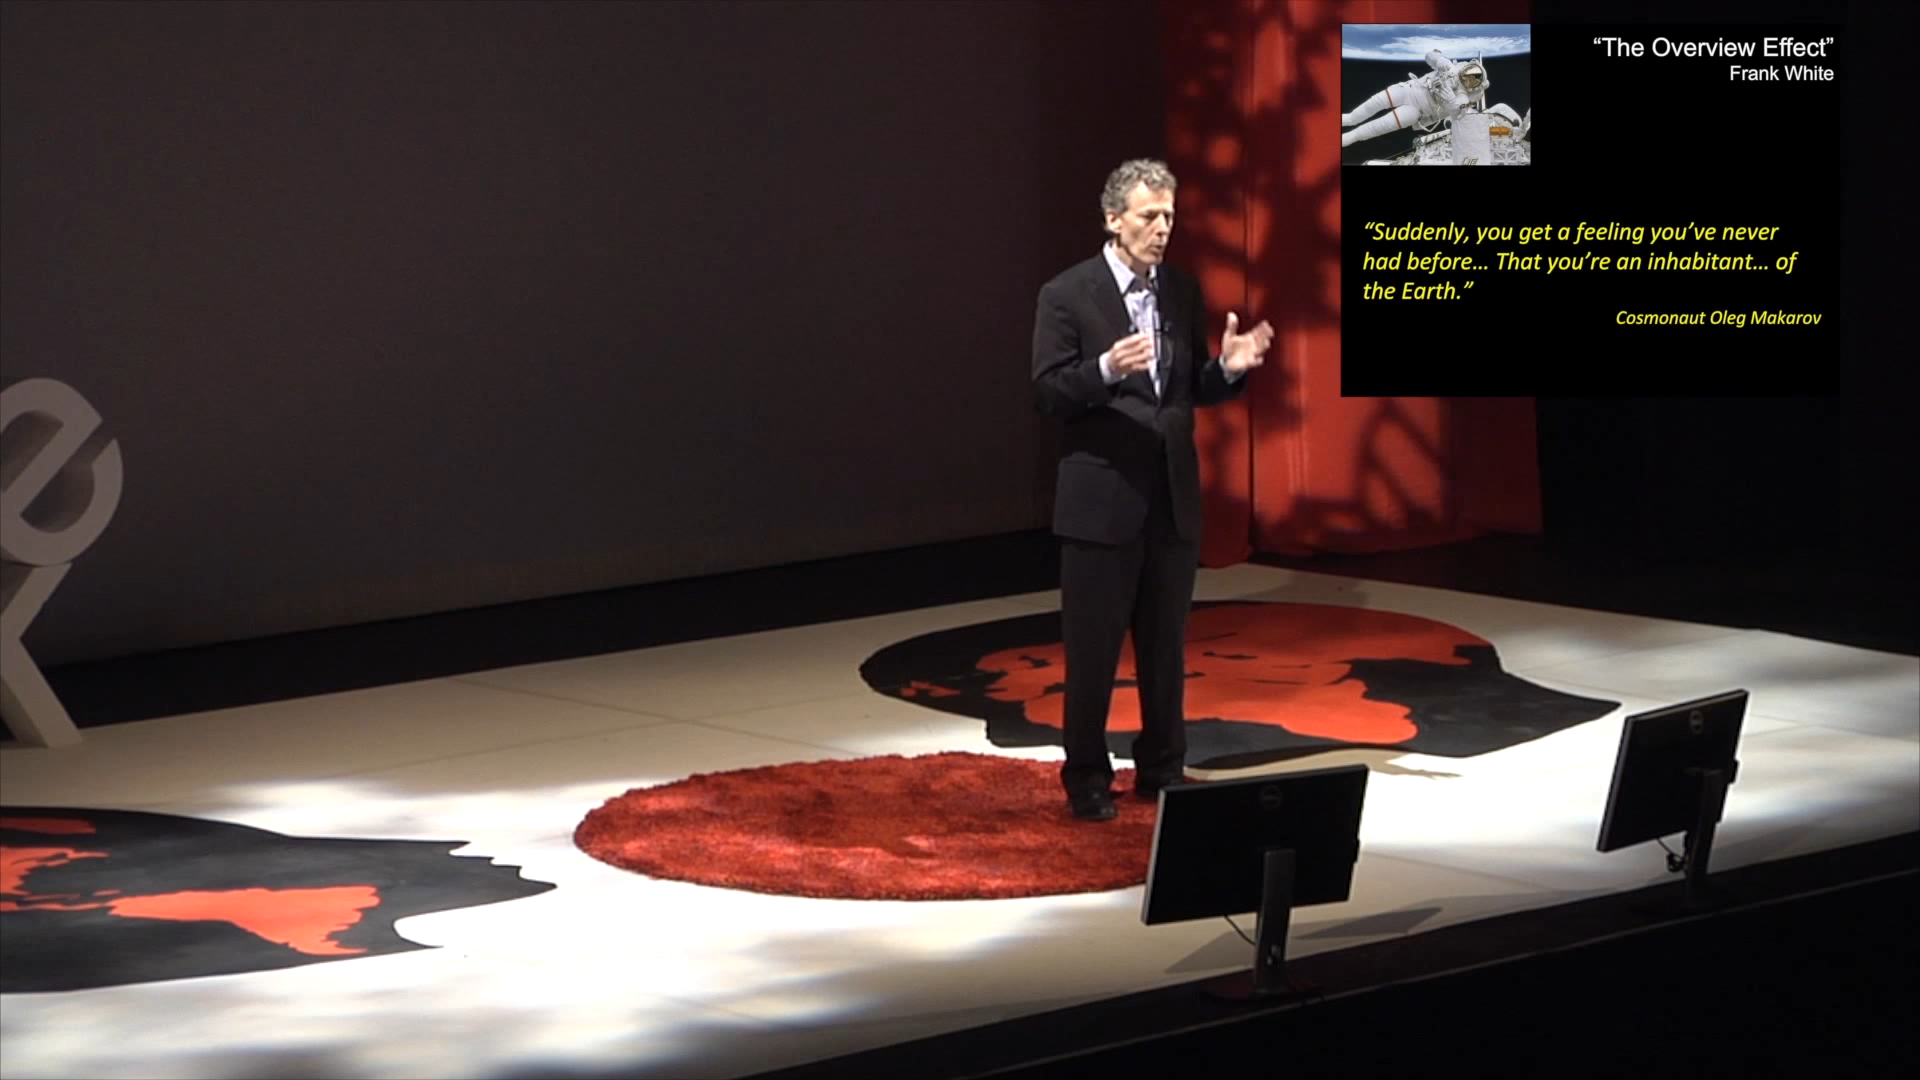 “The Overview Effect”
Frank White
“Suddenly, you get a feeling you’ve never
had before... That you’re an inhabitant... of
the Earth.”
Cosmonaut Oleg Makarov
e
k